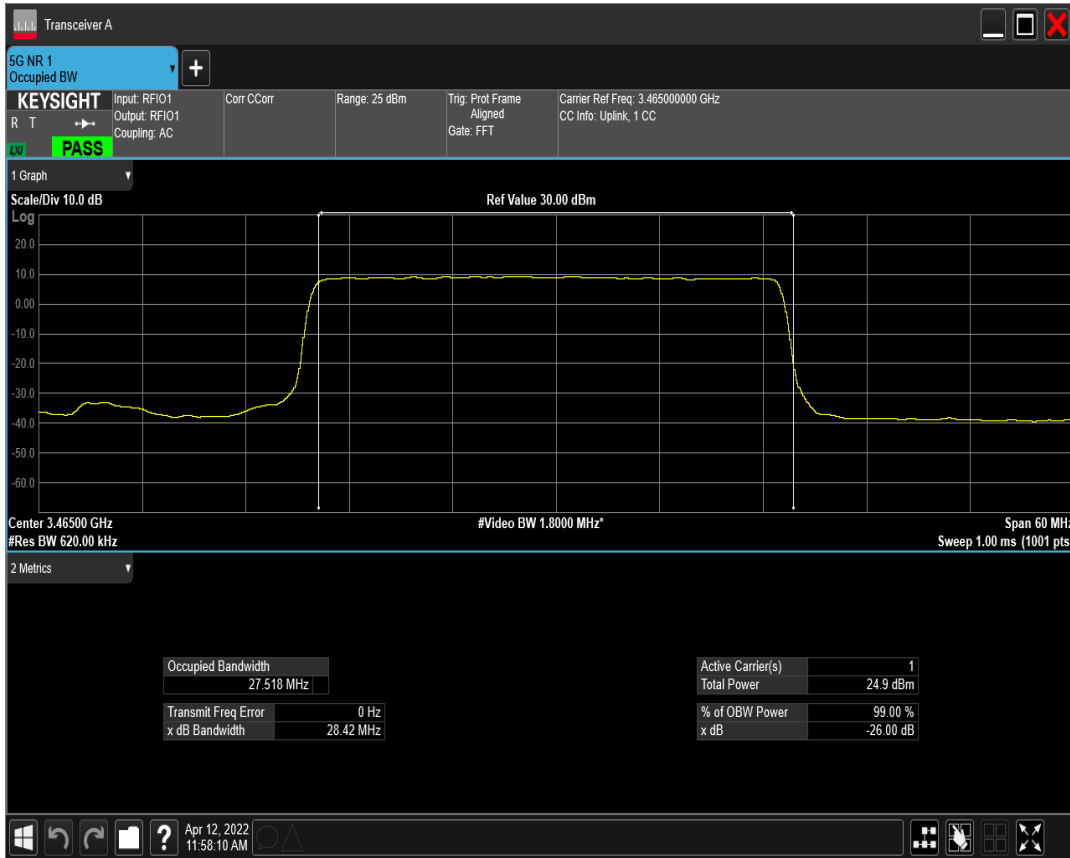 Transceiver A
5G NR 1
Occupied BW
+
KEYSIGHT
R T
LXI
PASS
Input: RFIO1
Output: RFIO1
Coupling: AC
Corr CCorr
Range: 25 dBm
Trig: Prot Frame
Aligned
Gate: FFT
Carrier Ref Freq: 3.465000000 GHz
CC Info: Uplink, 1 CC
1 Graph
Scale/Div 10.0 dB
Ref Value 30.00 dBm
Log
20.0
10.0
0.00
-10.0
-20.0
-30.0
-40.0
-50.0
-60.0
Center 3.46500 GHz
#Video BW 1.8000 MHz*
Span 60 MHz
#Res BW 620.00 kHz
Sweep 1.00 ms (1001 pts
2 Metrics
Occupied Bandwidth
27.518 MHz
Transmit Freq Error 0 Hz
x dB Bandwidth 28.42 MHz
Active Carrier(s) 1
Total Power 24.9 dBm
% of OBW Power 99.00 %
x dB -26.00 dB
?
Apr 12, 2022
11:58:10 AM